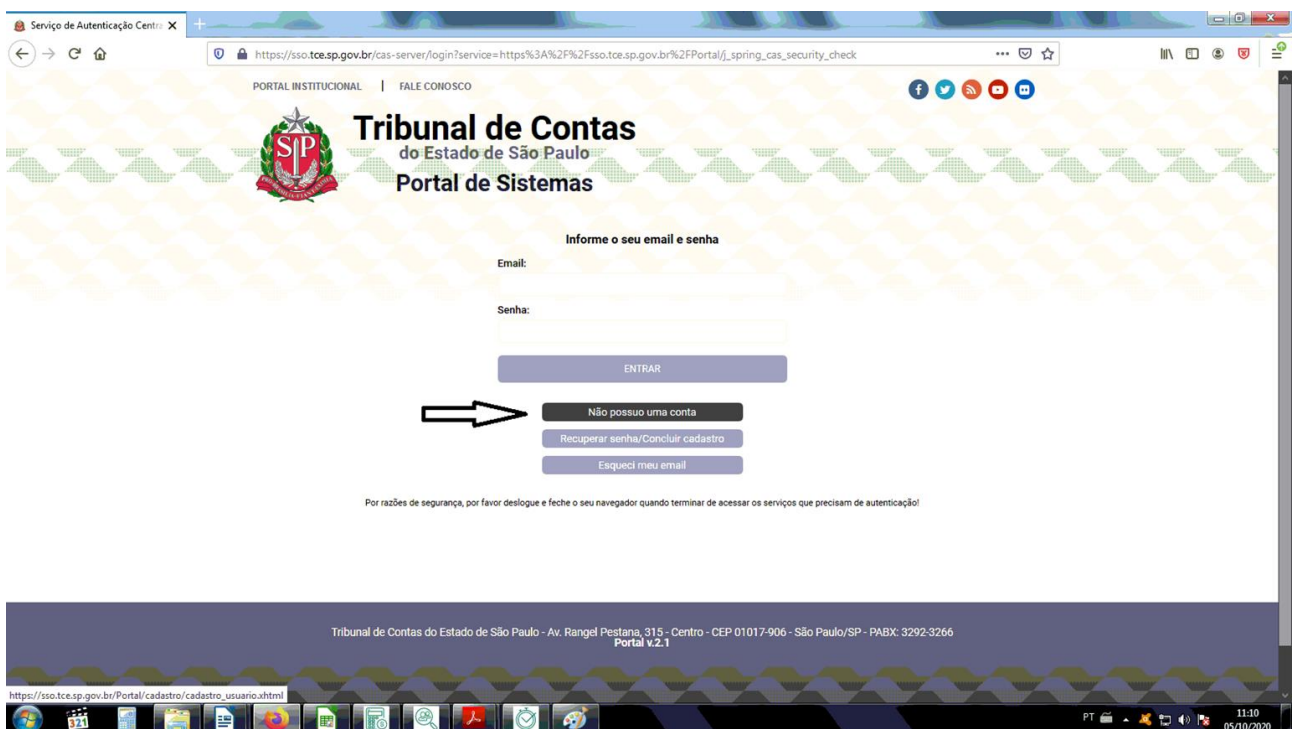 Serviço de Autenticação Centra
https://sso.tce.sp.gov.br/cas-server/login?service=https%3A%2F%2Fsso.tce.sp.gov.br%2FPortal/j_spring_cas_security_check
PORTAL INSTITUCIONAL | FALE CONOSCO
SP
Tribunal de Contas
do Estado de São Paulo
Portal de Sistemas
Informe o seu email e senha
Email:
Senha:
ENTRAR
Não possuo uma conta
Recuperar senha/Concluir cadastro
Esqueci meu email
Por razões de segurança, por favor deslogue e feche o seu navegador quando terminar de acessar os serviços que precisam de autenticação!
Tribunal de Contas do Estado de São Paulo - Av. Rangel Pestana, 315 - Centro - CEP 01017-906 - São Paulo/SP - PABX: 3292-3266
Portal v.2.1
https://sso.tce.sp.gov.br/Portal/cadastro/cadastro_usuario.xhtml
321
PT
11:10
05/10/2020